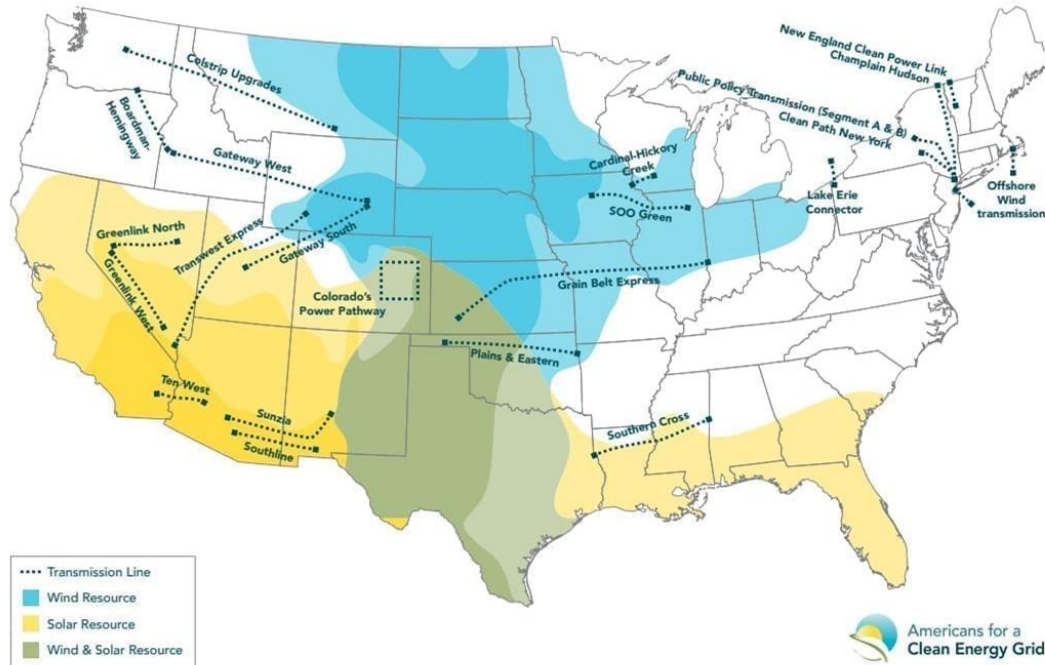 New England Clean Power Link
Champlain Hudson
Public Policy Transmission (Segment A & B)
Clean Path New York
Colstrip Upgrades
Boardman-
Hemingway
Gateway West
Cardinal-Hickory
Creek
SOO Green
Lake Erie
Connector
Offshore
Wind
transmission
Greenlink North
Transwest Express
Gateway South
Greenlink West
Colorado's
Power Pathway
Grain Belt Express
Plains & Eastern
Ten West
Sunzia
Southline
Southern Cross
Transmission Line
Wind Resource
Solar Resource
Wind & Solar Resource
Americans for a
Clean Energy Grid